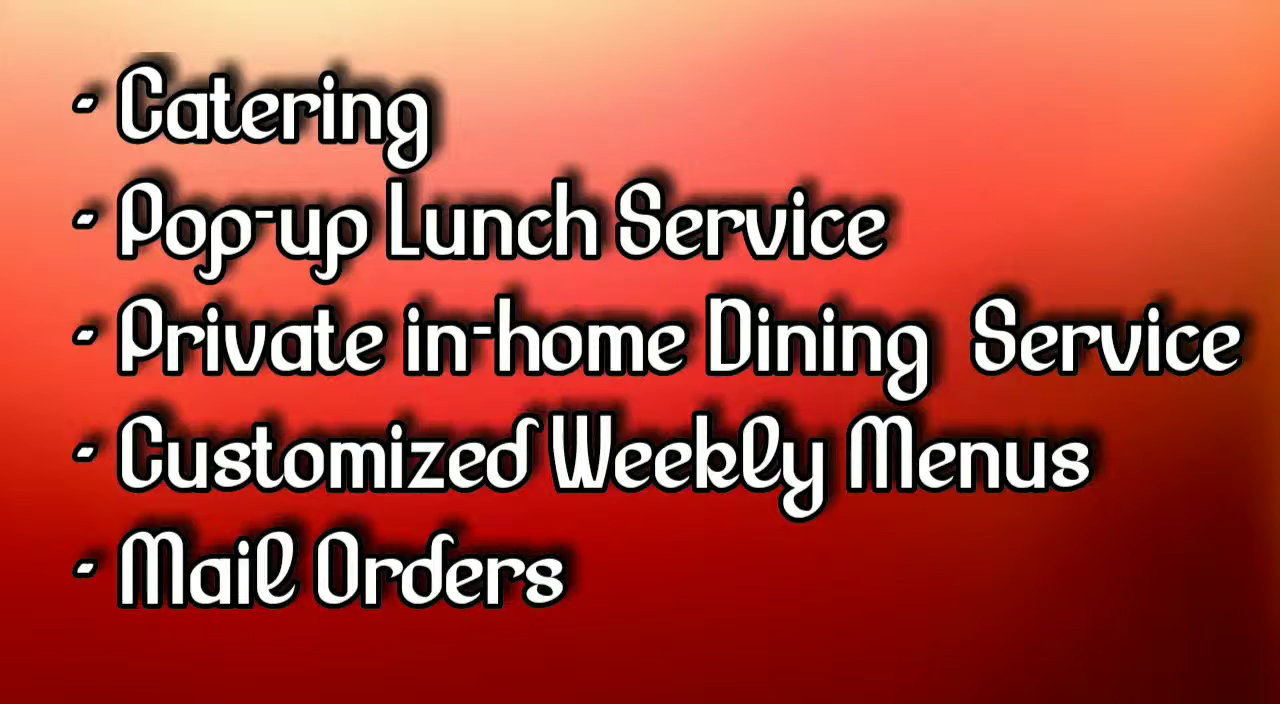 - Catering
- Pop-up Lunch Service
- Private in-home Dining  Service
- Customized Weekly Menus
- Mail Orders